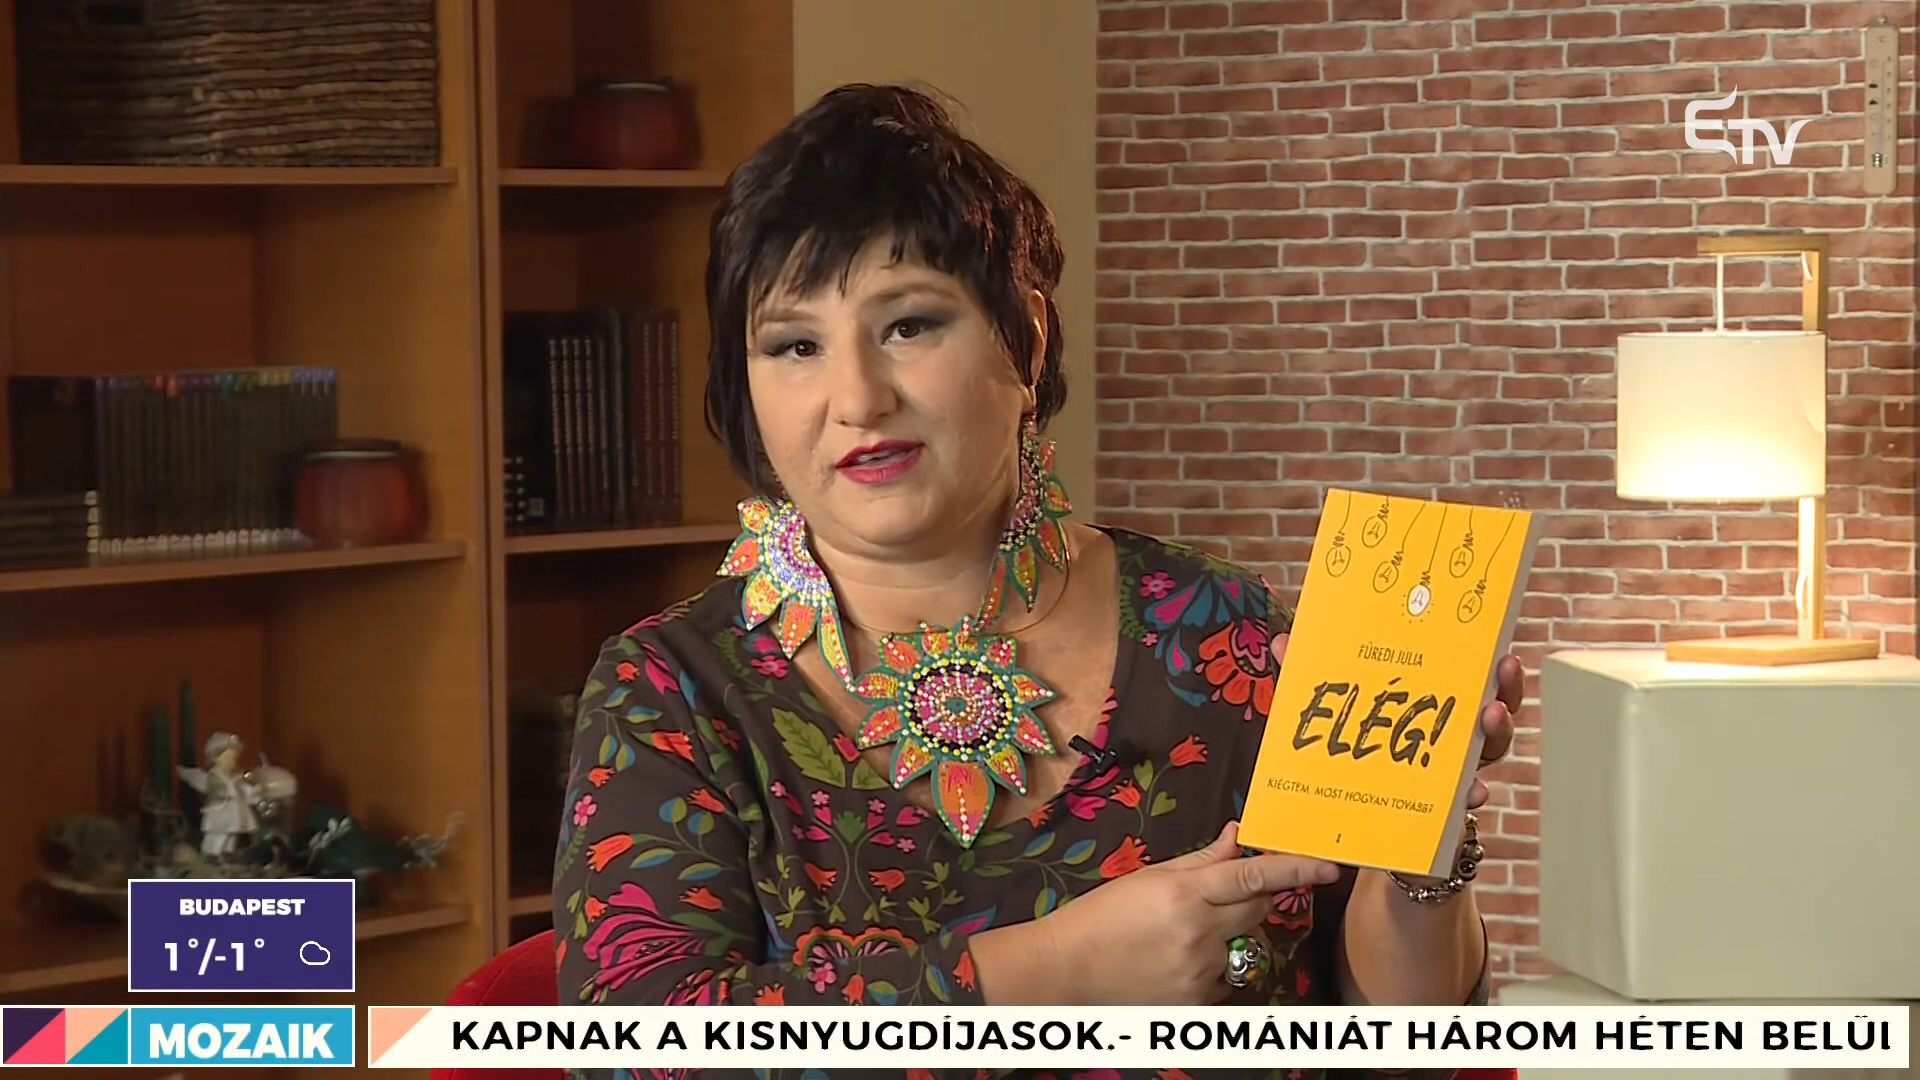 ETV
FÜREDI JÚLIA
ELÉG!
KIÉGTEM. MOST HOGYAN TOVÁBB?
BUDAPEST
1°/-1°
MOZAIK
KAPNAK A KISNYUGDÍJASOK.- ROMÁNIÁT HÁROM HÉTEN BELÜL